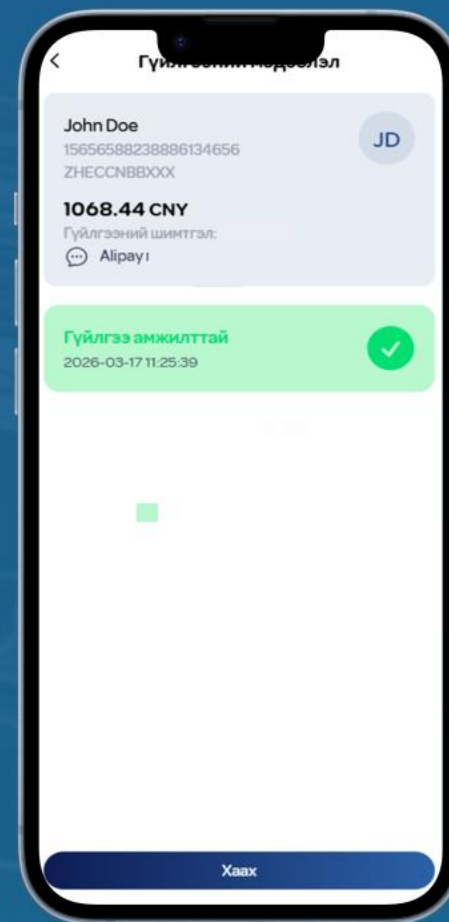 John Doe
15656588238886134656
ZHECCNBBXXX
JD
1068.44 CNY
Гүйлгээний шимтгэл:
Alipay
Гүйлгээ амжилттай
2026-03-17 11:25:39
Хаах